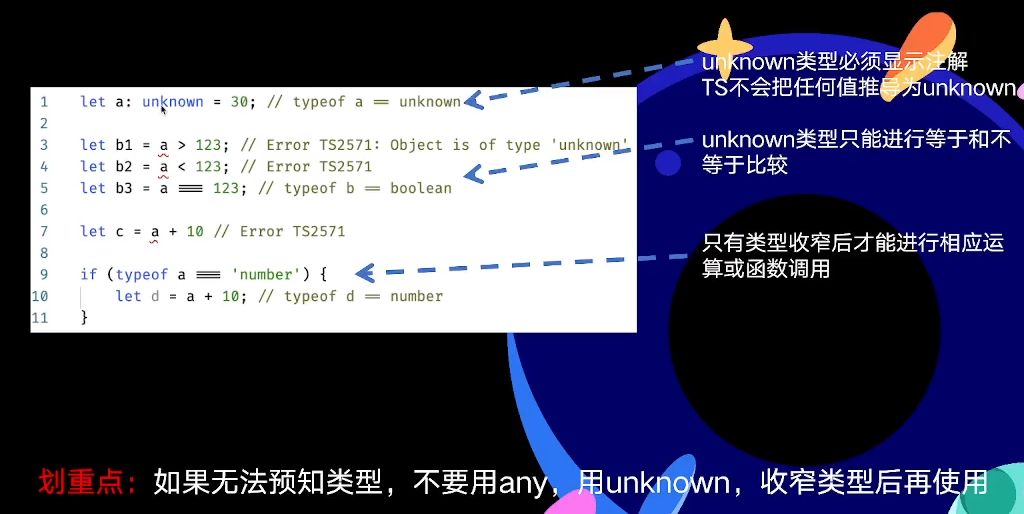 1 let a: unknown = 30; // typeof a == unknown
2
3 let b1 = a > 123; // Error TS2571: Object is of type 'unknown'
4 let b2 = a < 123; // Error TS2571
5 let b3 = a === 123; // typeof b == boolean
6
7 let c = a + 10 // Error TS2571
8
9 if (typeof a === 'number') {
10 let d = a + 10; // typeof d == number
11 }
unknown类型必须显示注解
TS不会把任何值推导为unknown
unknown类型只能进行等于和不
等于比较
只有类型收窄后才能进行相应运
算或函数调用
划重点：如果无法预知类型，不要用any，用unknown，收窄类型后再使用